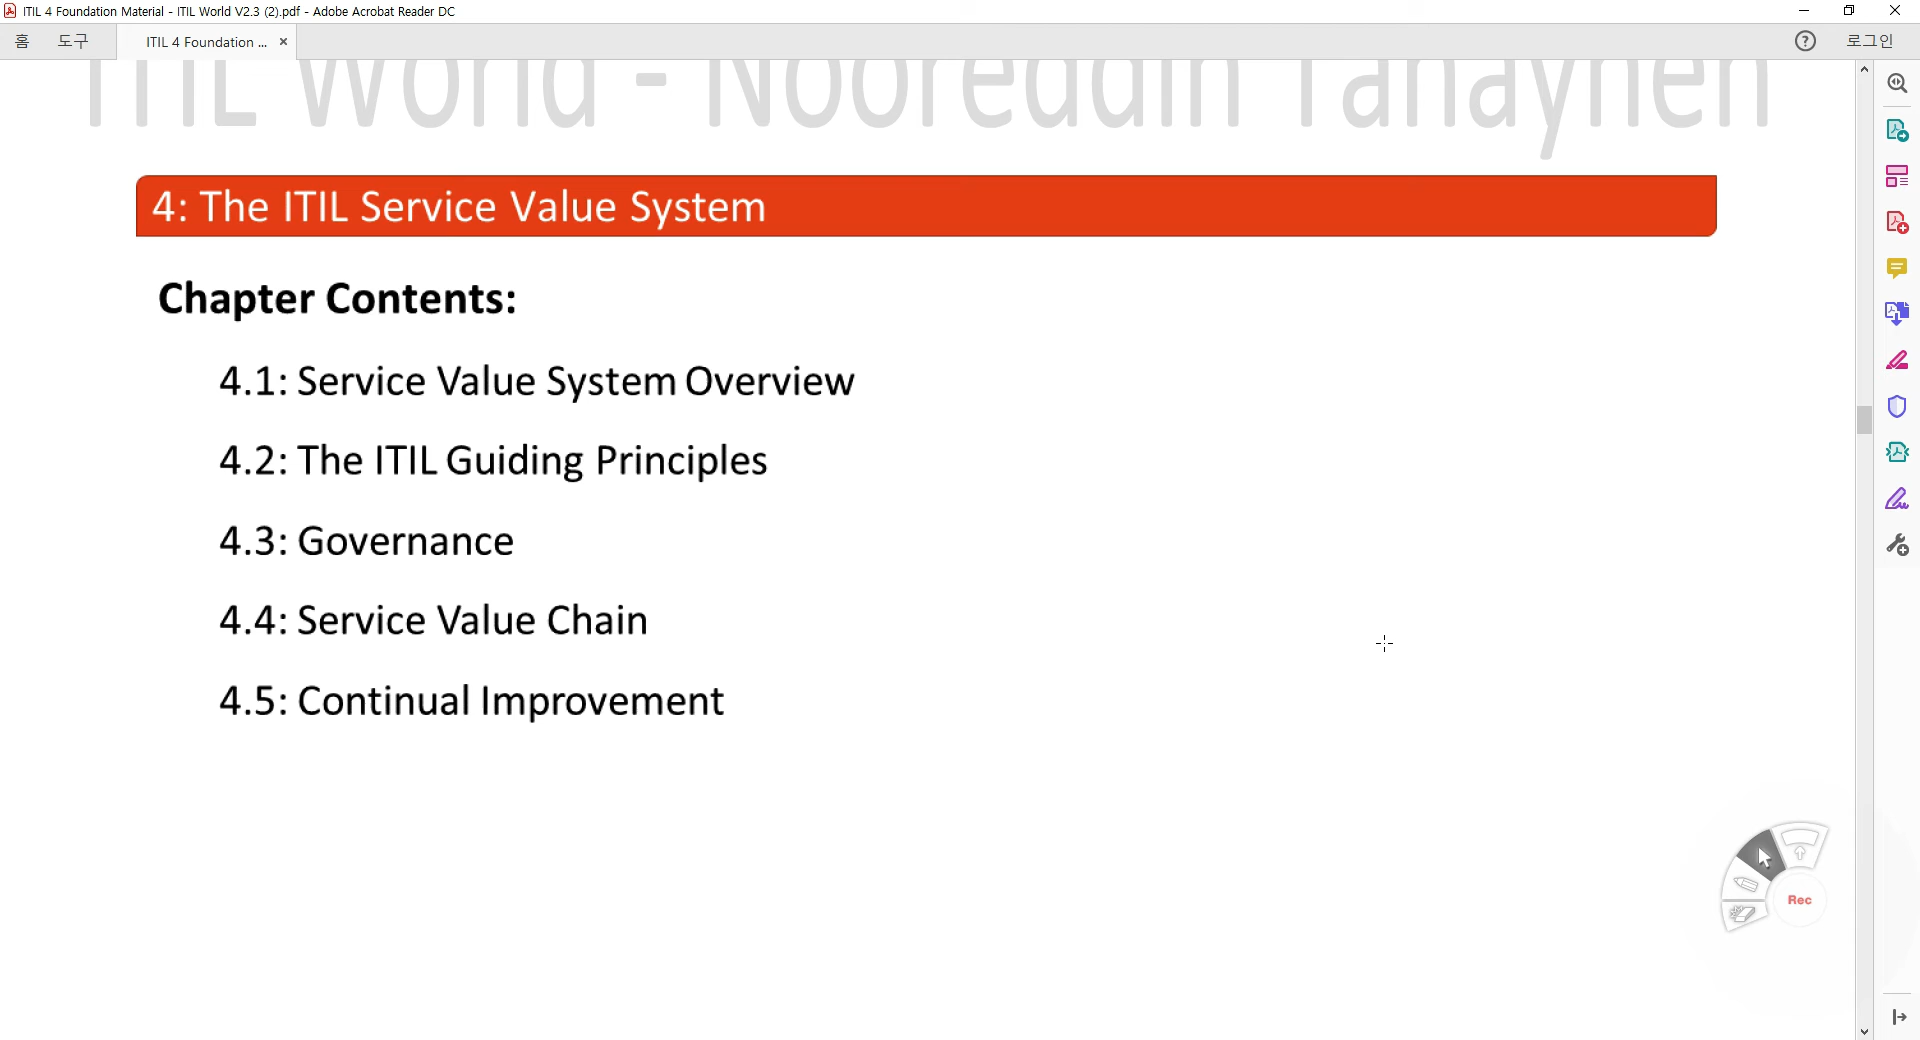 ITIL 4 Foundation Material - ITIL World V2.3 (2).pdf - Adobe Acrobat Reader DC
홈 도구 ITIL 4 Foundation ... × ? 로그인
ITIL World - Nooreddin Tahayneh
4: The ITIL Service Value System
Chapter Contents:
4.1: Service Value System Overview
4.2: The ITIL Guiding Principles
4.3: Governance
4.4: Service Value Chain
4.5: Continual Improvement
Rec